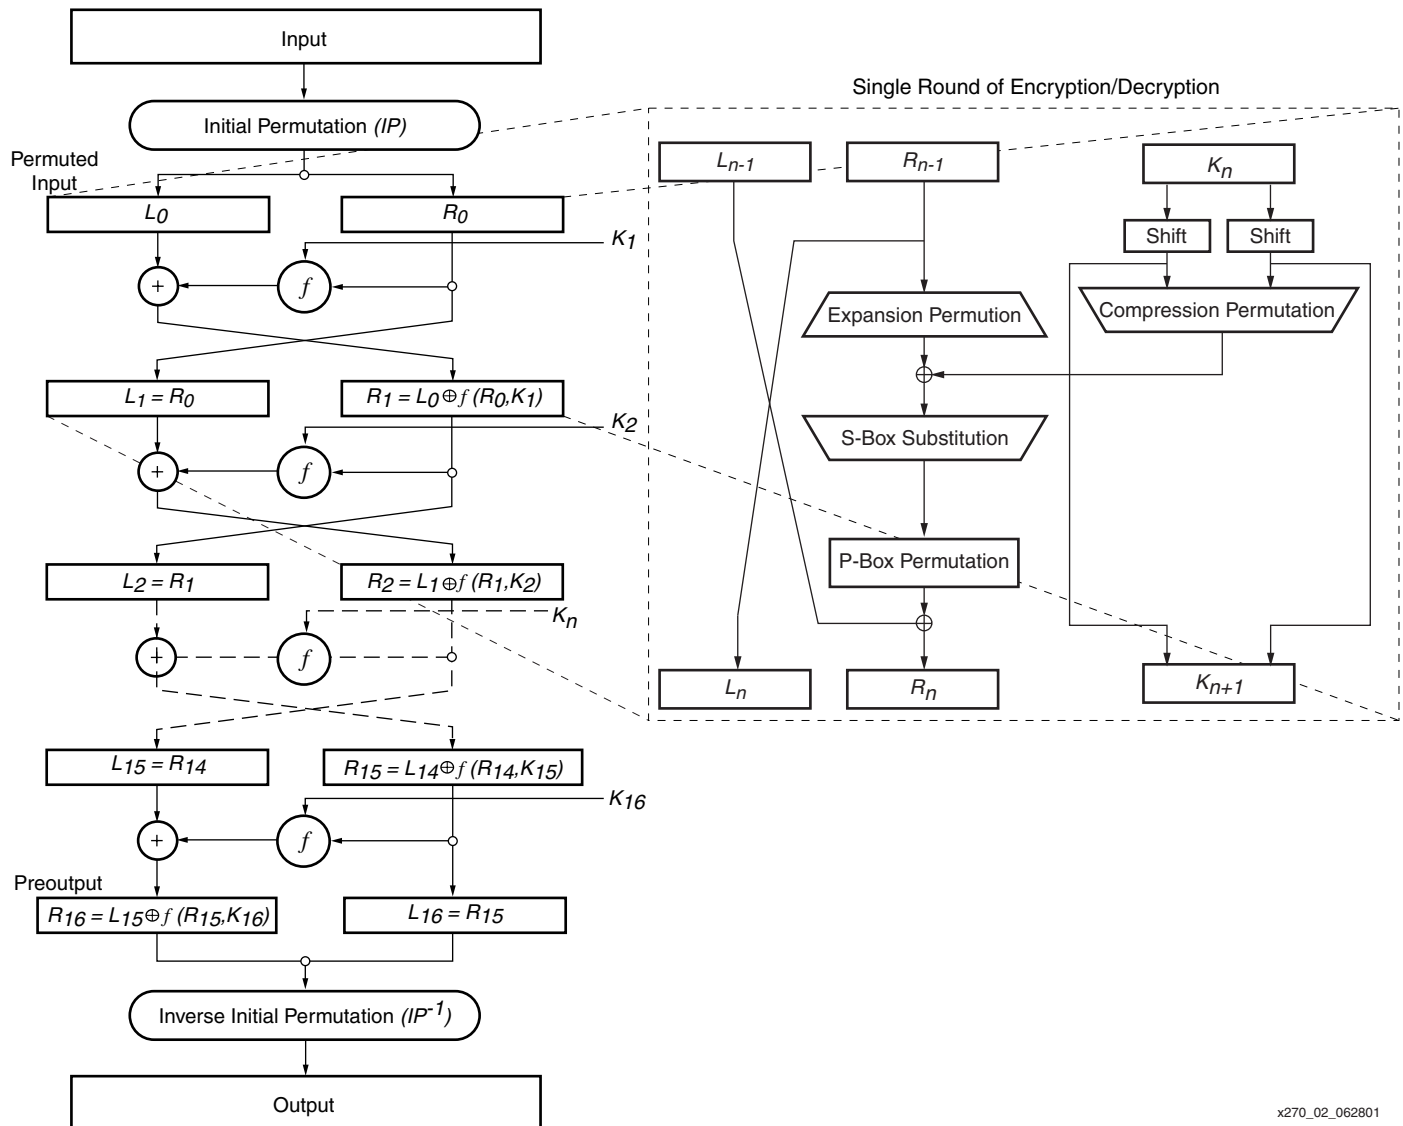 Input
Initial Permutation (IP)
Permuted
Input
L0
R0
K1
+
f
L1 = R0
R1 = L0 ⊕ f (R0,K1)
K2
+
f
L2 = R1
R2 = L1 ⊕ f (R1,K2)
Kn
+
f
L15 = R14
R15 = L14 ⊕ f (R14,K15)
K16
+
f
Preoutput
R16 = L15 ⊕ f (R15,K16)
L16 = R15
Inverse Initial Permutation (IP-1)
Output
Single Round of Encryption/Decryption
Ln-1
Rn-1
Kn
Shift
Shift
Expansion Permution
Compression Permutation
S-Box Substitution
P-Box Permutation
Ln
Rn
Kn+1
x270_02_062801